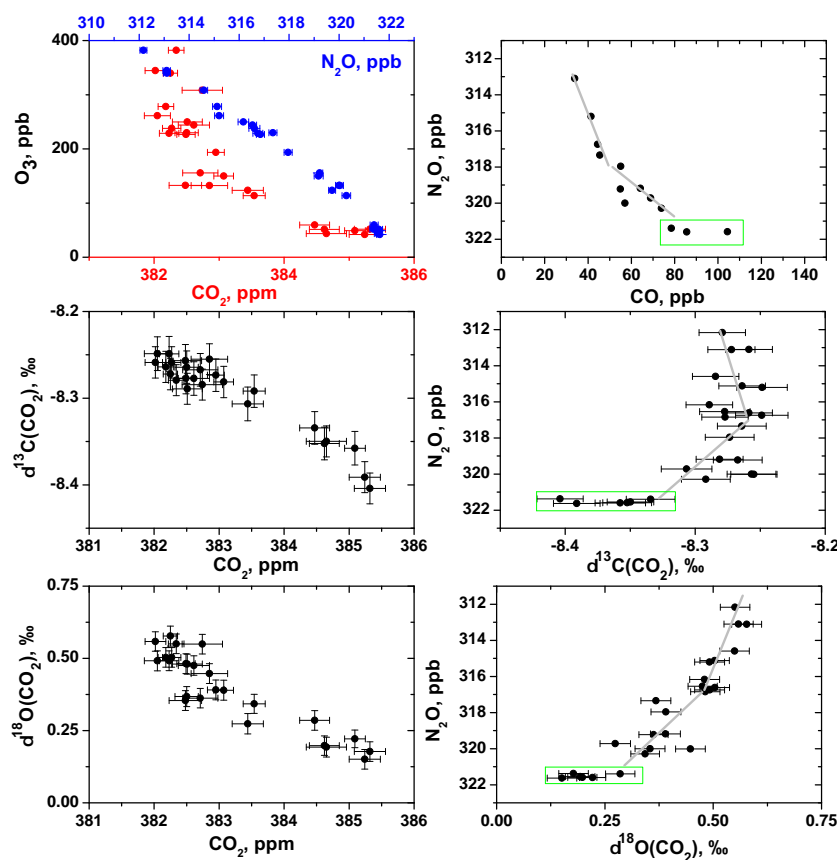 310 312 314 316 318 320 322
400
300
200
100
0
O3, ppb
N2O, ppb
382 384 386
CO2, ppm
312
314
316
318
320
322
N2O, ppb
0 20 40 60 80 100 120 140
CO, ppb
-8.2
-8.3
-8.4
d13C(CO2), ‰
381 382 383 384 385 386
CO2, ppm
312
314
316
318
320
322
N2O, ppb
-8.4 -8.3 -8.2
d13C(CO2), ‰
0.75
0.50
0.25
0.00
d18O(CO2), ‰
381 382 383 384 385 386
CO2, ppm
312
314
316
318
320
322
N2O, ppb
0.00 0.25 0.50 0.75
d18O(CO2), ‰